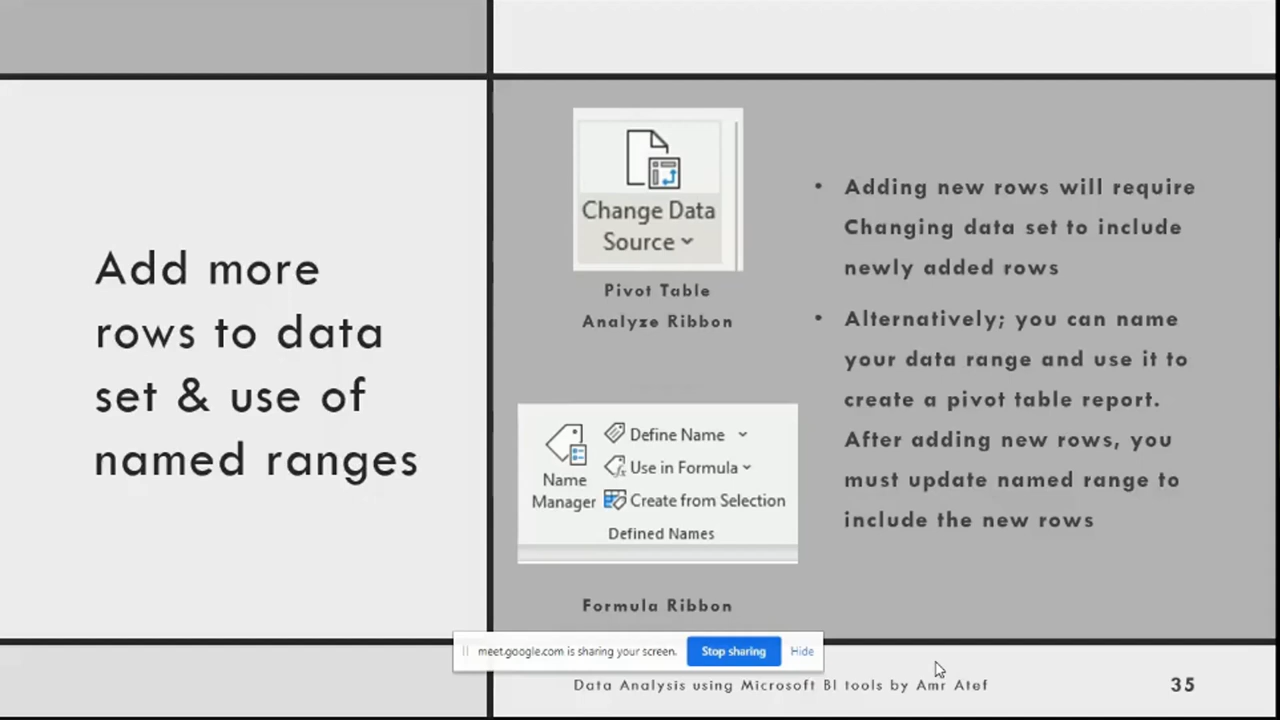 Add more
rows to data
set & use of
named ranges
Change Data
Source
Pivot Table
Analyze Ribbon
Define Name
Use in Formula
Create from Selection
Name
Manager
Defined Names
Formula Ribbon
• Adding new rows will require
Changing data set to include
newly added rows
• Alternatively; you can name
your data range and use it to
create a pivot table report.
After adding new rows, you
must update named range to
include the new rows
meet.google.com is sharing your screen.
Stop sharing
Hide
Data Analysis using Microsoft BI tools by Amr Atef
35